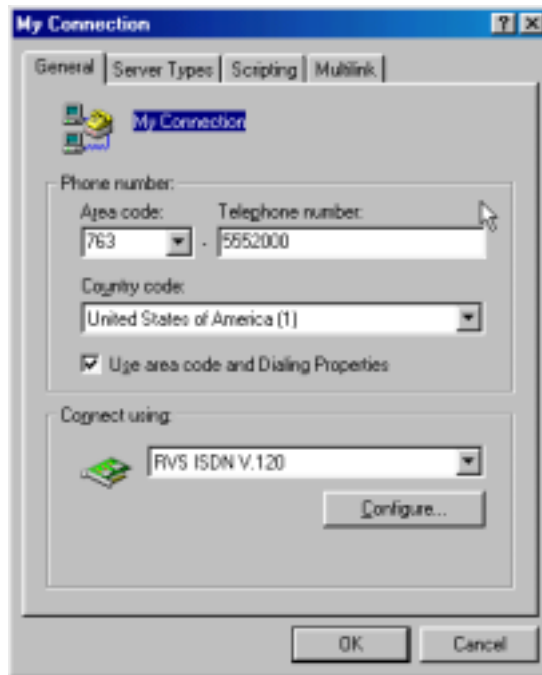 My Connection
General Server Types Scripting Multilink
My Connection
Phone number:
Area code: Telephone number:
763 - 5552000
Country code:
United States of America (1)
Use area code and Dialing Properties
Connect using:
RVS ISDN V.120
Configure...
OK Cancel